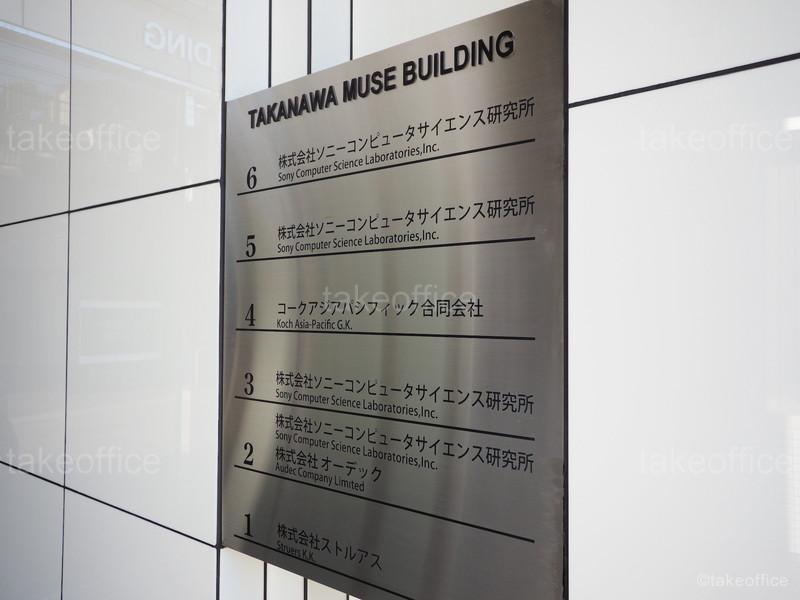 TAKANAWA MUSE BUILDING
6 株式会社ソニーコンピュータサイエンス研究所
Sony Computer Science Laboratories,Inc.
5 株式会社ソニーコンピュータサイエンス研究所
Sony Computer Science Laboratories,Inc.
4 コークアジアパシフィック合同会社
Koch Asia-Pacific G.K.
3 株式会社ソニーコンピュータサイエンス研究所
Sony Computer Science Laboratories,Inc.
2 株式会社ソニーコンピュータサイエンス研究所
Sony Computer Science Laboratories,Inc.
株式会社 オーデック
Audec Company Limited
1 株式会社ストルアス
Struers K.K.
DING
takeoffice
takeoffice
takeoffice
takeoffice
takeoffice
©takeoffice